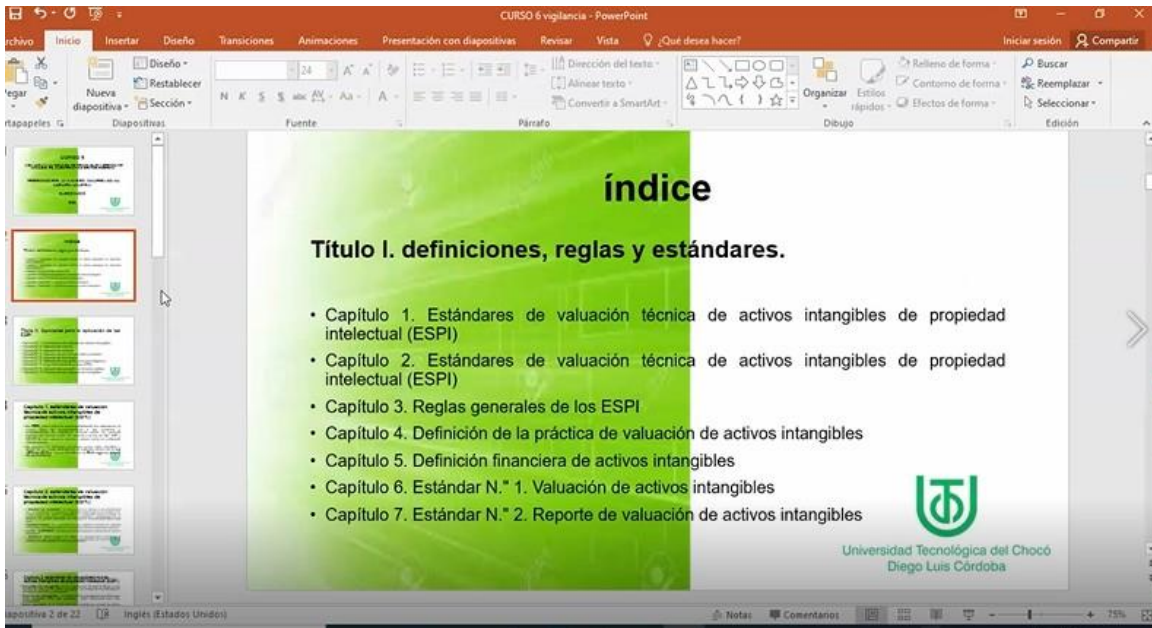 CURSO 6 vigilancia - PowerPoint
Inicio Insertar Diseño Transiciones Animaciones Presentación con diapositivas Revisar Vista ¿Qué desea hacer? Iniciar sesión Compartir
Nueva diapositiva
Diseño
Restablecer
Sección
Diapositivas
24
N K S S abc AV Aa A
Fuente
Dirección del texto
Alinear texto
Convertir a SmartArt
Párrafo
Organizar
Estilos rápidos
Relleno de forma
Contorno de forma
Efectos de forma
Dibujo
Buscar
Reemplazar
Seleccionar
Edición
índice
Título I. definiciones, reglas y estándares.
• Capítulo 1. Estándares de valuación técnica de activos intangibles de propiedad
intelectual (ESPI)
• Capítulo 2. Estándares de valuación técnica de activos intangibles de propiedad
intelectual (ESPI)
• Capítulo 3. Reglas generales de los ESPI
• Capítulo 4. Definición de la práctica de valuación de activos intangibles
• Capítulo 5. Definición financiera de activos intangibles
• Capítulo 6. Estándar N." 1. Valuación de activos intangibles
• Capítulo 7. Estándar N." 2. Reporte de valuación de activos intangibles
Universidad Tecnológica del Chocó
Diego Luis Córdoba
2 de 22 Inglés (Estados Unidos) Notas Comentarios 75%